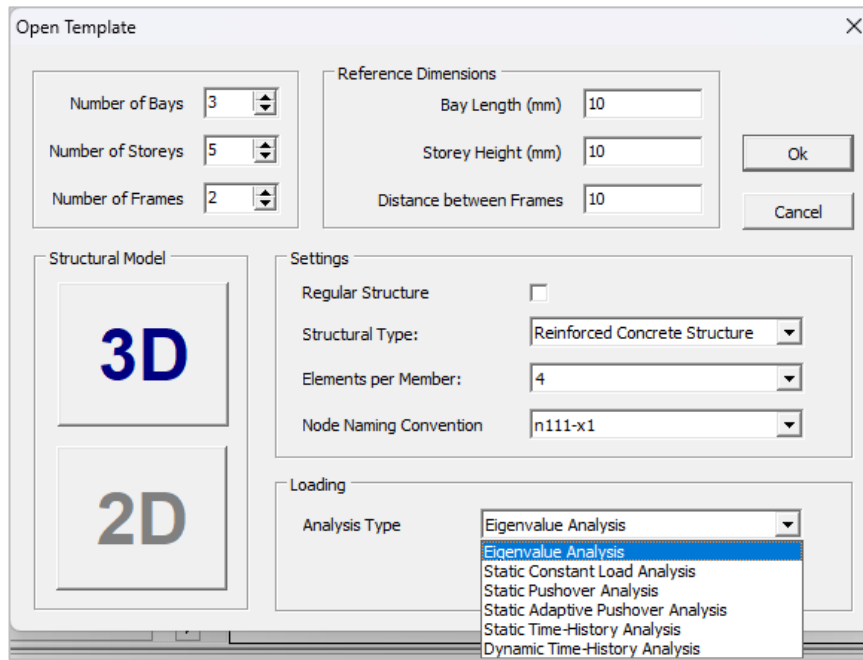 Open Template
Number of Bays 3
Number of Storeys 5
Number of Frames 2
Reference Dimensions
Bay Length (mm) 10
Storey Height (mm) 10
Distance between Frames 10
Ok
Cancel
Structural Model
3D
2D
Settings
Regular Structure
Structural Type: Reinforced Concrete Structure
Elements per Member: 4
Node Naming Convention n111-x1
Loading
Analysis Type Eigenvalue Analysis
Eigenvalue Analysis
Static Constant Load Analysis
Static Pushover Analysis
Static Adaptive Pushover Analysis
Static Time-History Analysis
Dynamic Time-History Analysis